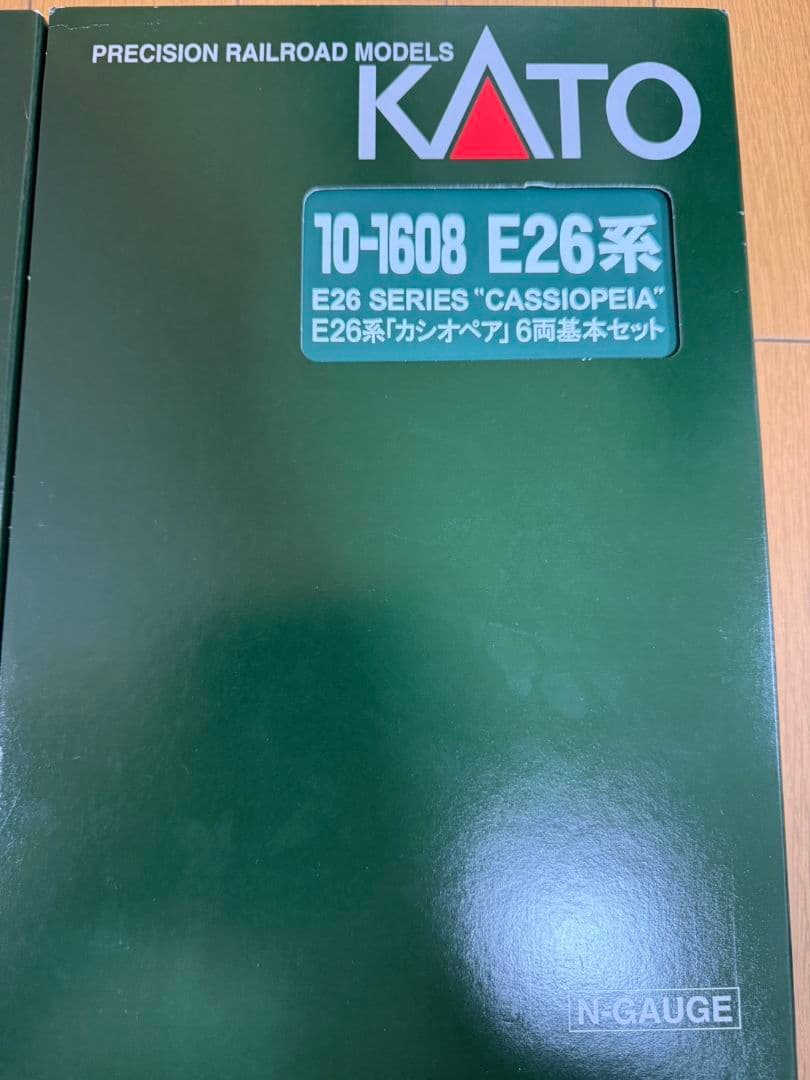 PRECISION RAILROAD MODELS
KATO
10-1608 E26系
E26 SERIES "CASSIOPEIA"
E26系「カシオペア」6両基本セット
N-GAUGE